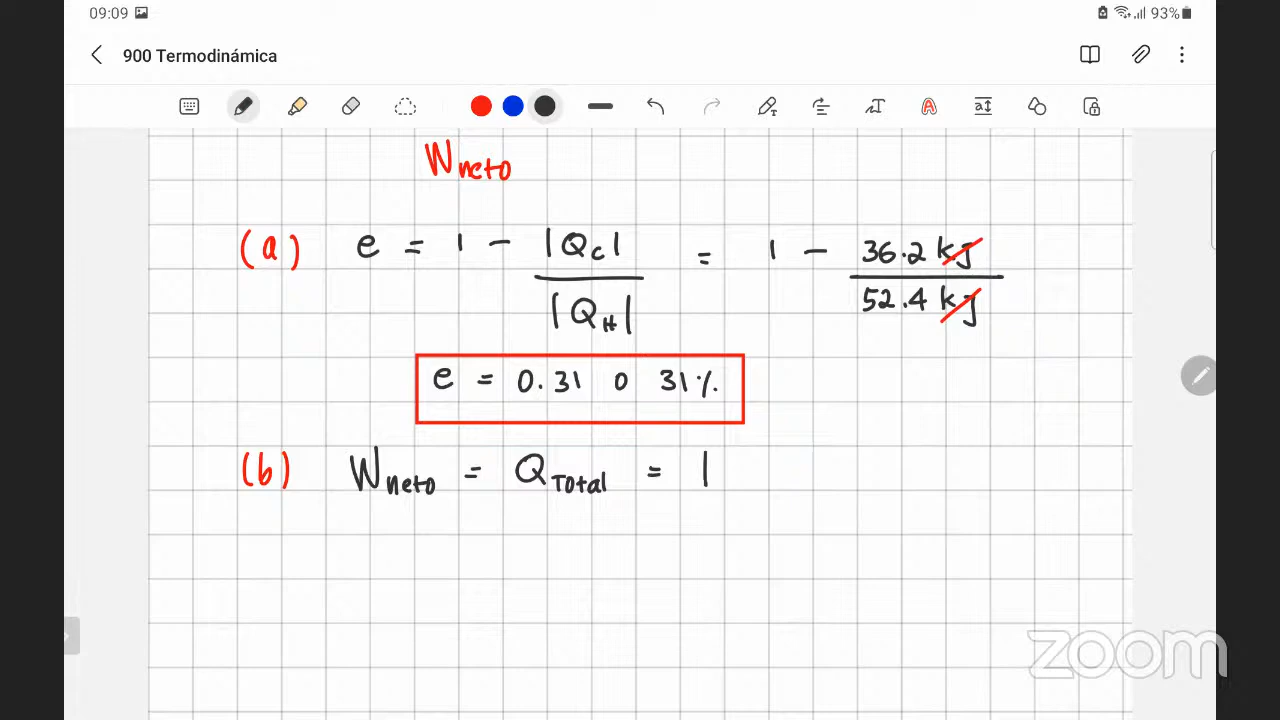 09:09
93%
900 Termodinámica
Wneto
(a) e = 1 - |Qc| / |QH| = 1 - 36.2 kJ / 52.4 kJ
e = 0.31 o 31%
(b) Wneto = QTotal = |
zoom